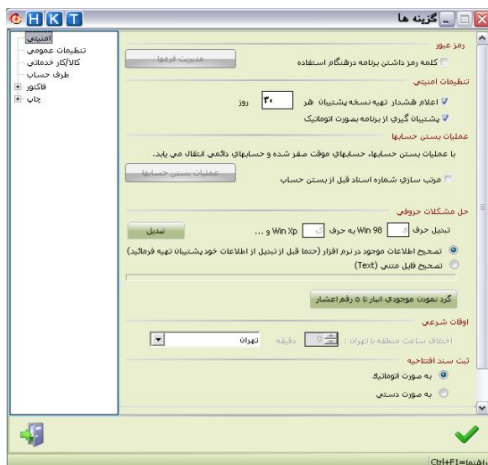 گزینه ها
HKT
امنیتی
تنظیمات عمومی
کالا/کار خدماتی
طرف حساب
فاکتور
چاپ
رمز عبور
کلمه رمز داشتن برنامه درهنگام استفاده
مدیریت فرمها
تنظیمات امنیتی
اعلام هشدار تهیه نسخه پشتیبان هر ۳۰ روز
پشتیبان گیری از برنامه بصورت اتوماتیک
عملیات بستن حسابها
با عملیات بستن حسابها، حسابهای موقت صفر شده و حسابهای دائمی انتقال می یابد.
مرتب سازی شماره اسناد قبل از بستن حساب
عملیات بستن حسابها
حل مشکلات حروفی
تبدیل حرف ك Win 98 به حرف ک Win Xp و ...
تبدیل
تصحیح اطلاعات موجود در نرم افزار (حتما قبل از تبدیل از اطلاعات خود پشتیبان تهیه فرمائید)
تصحیح فایل متنی (Text)
گرد نمودن موجودی انبار تا ۵ رقم اعشار
اوقات شرعی
اختلاف ساعت منطقه با تهران : 0 دقیقه
تهران
ثبت سند افتتاحیه
به صورت اتوماتیک
به صورت دستی
راهنما=Ctrl+F1